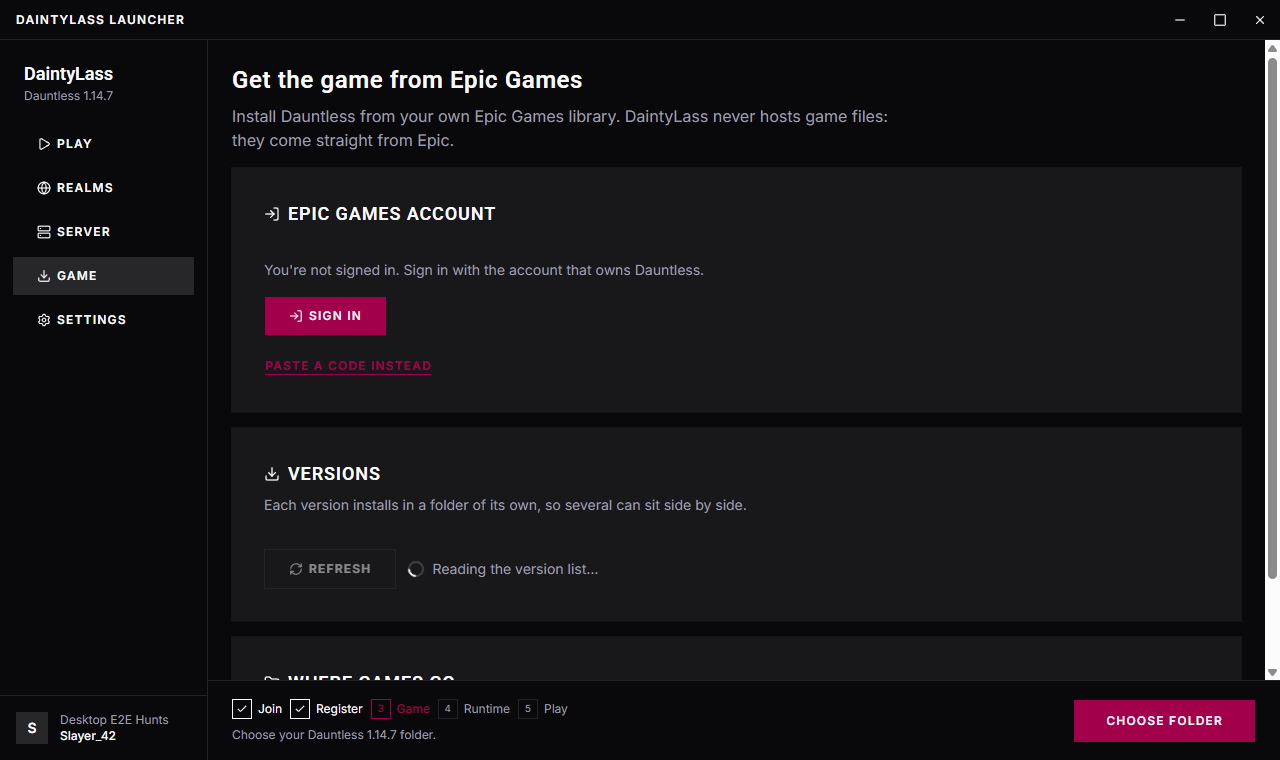 DAINTYLASS LAUNCHER
DaintyLass
Dauntless 1.14.7
PLAY
REALMS
SERVER
GAME
SETTINGS
Get the game from Epic Games
Install Dauntless from your own Epic Games library. DaintyLass never hosts game files:
they come straight from Epic.
EPIC GAMES ACCOUNT
You're not signed in. Sign in with the account that owns Dauntless.
SIGN IN
PASTE A CODE INSTEAD
VERSIONS
Each version installs in a folder of its own, so several can sit side by side.
REFRESH
Reading the version list...
WHERE GAMES GO
S
Desktop E2E Hunts
Slayer_42
Join
Register
3 Game
4 Runtime
5 Play
Choose your Dauntless 1.14.7 folder.
CHOOSE FOLDER